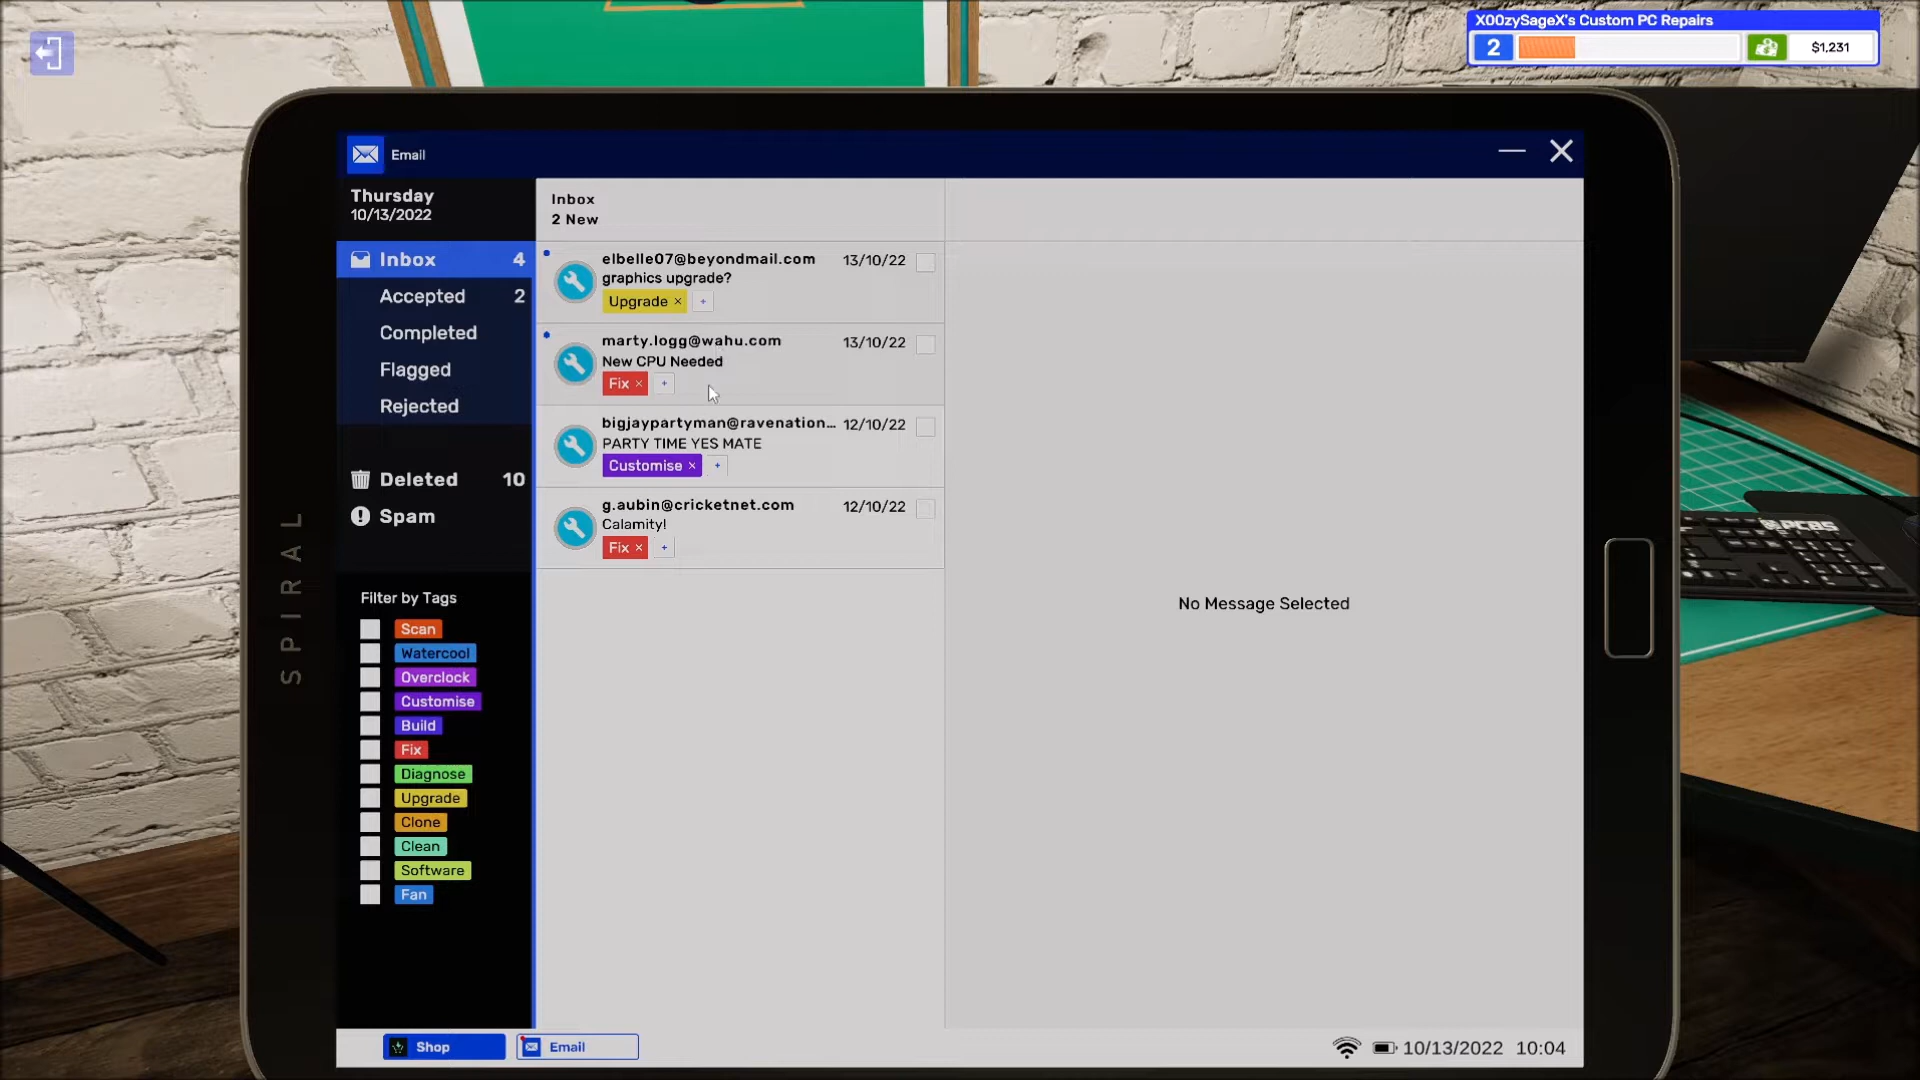 X00zySageX's Custom PC Repairs
2
$1,231
Email
Thursday
10/13/2022
Inbox 4
Accepted 2
Completed
Flagged
Rejected
Deleted 10
Spam
Filter by Tags
Scan
Watercool
Overclock
Customise
Build
Fix
Diagnose
Upgrade
Clone
Clean
Software
Fan
Inbox
2 New
elbelle07@beyondmail.com 13/10/22
graphics upgrade?
Upgrade × +
marty.logg@wahu.com 13/10/22
New CPU Needed
Fix × +
bigjaypartyman@ravenation... 12/10/22
PARTY TIME YES MATE
Customise × +
g.aubin@cricketnet.com 12/10/22
Calamity!
Fix × +
No Message Selected
SPIRAL
PCBS
Shop
Email
10/13/2022 10:04